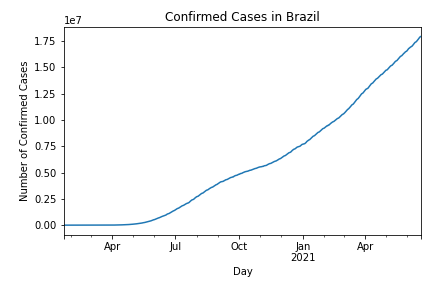 Confirmed Cases in Brazil
1e7
1.75
1.50
1.25
1.00
0.75
0.50
0.25
0.00
Number of Confirmed Cases
Apr Jul Oct Jan Apr
2021
Day